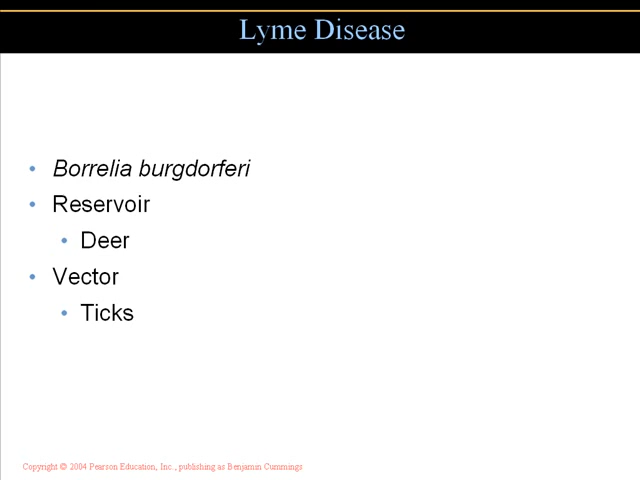 Lyme Disease
• Borrelia burgdorferi
• Reservoir
• Deer
• Vector
• Ticks
Copyright © 2004 Pearson Education, Inc., publishing as Benjamin Cummings